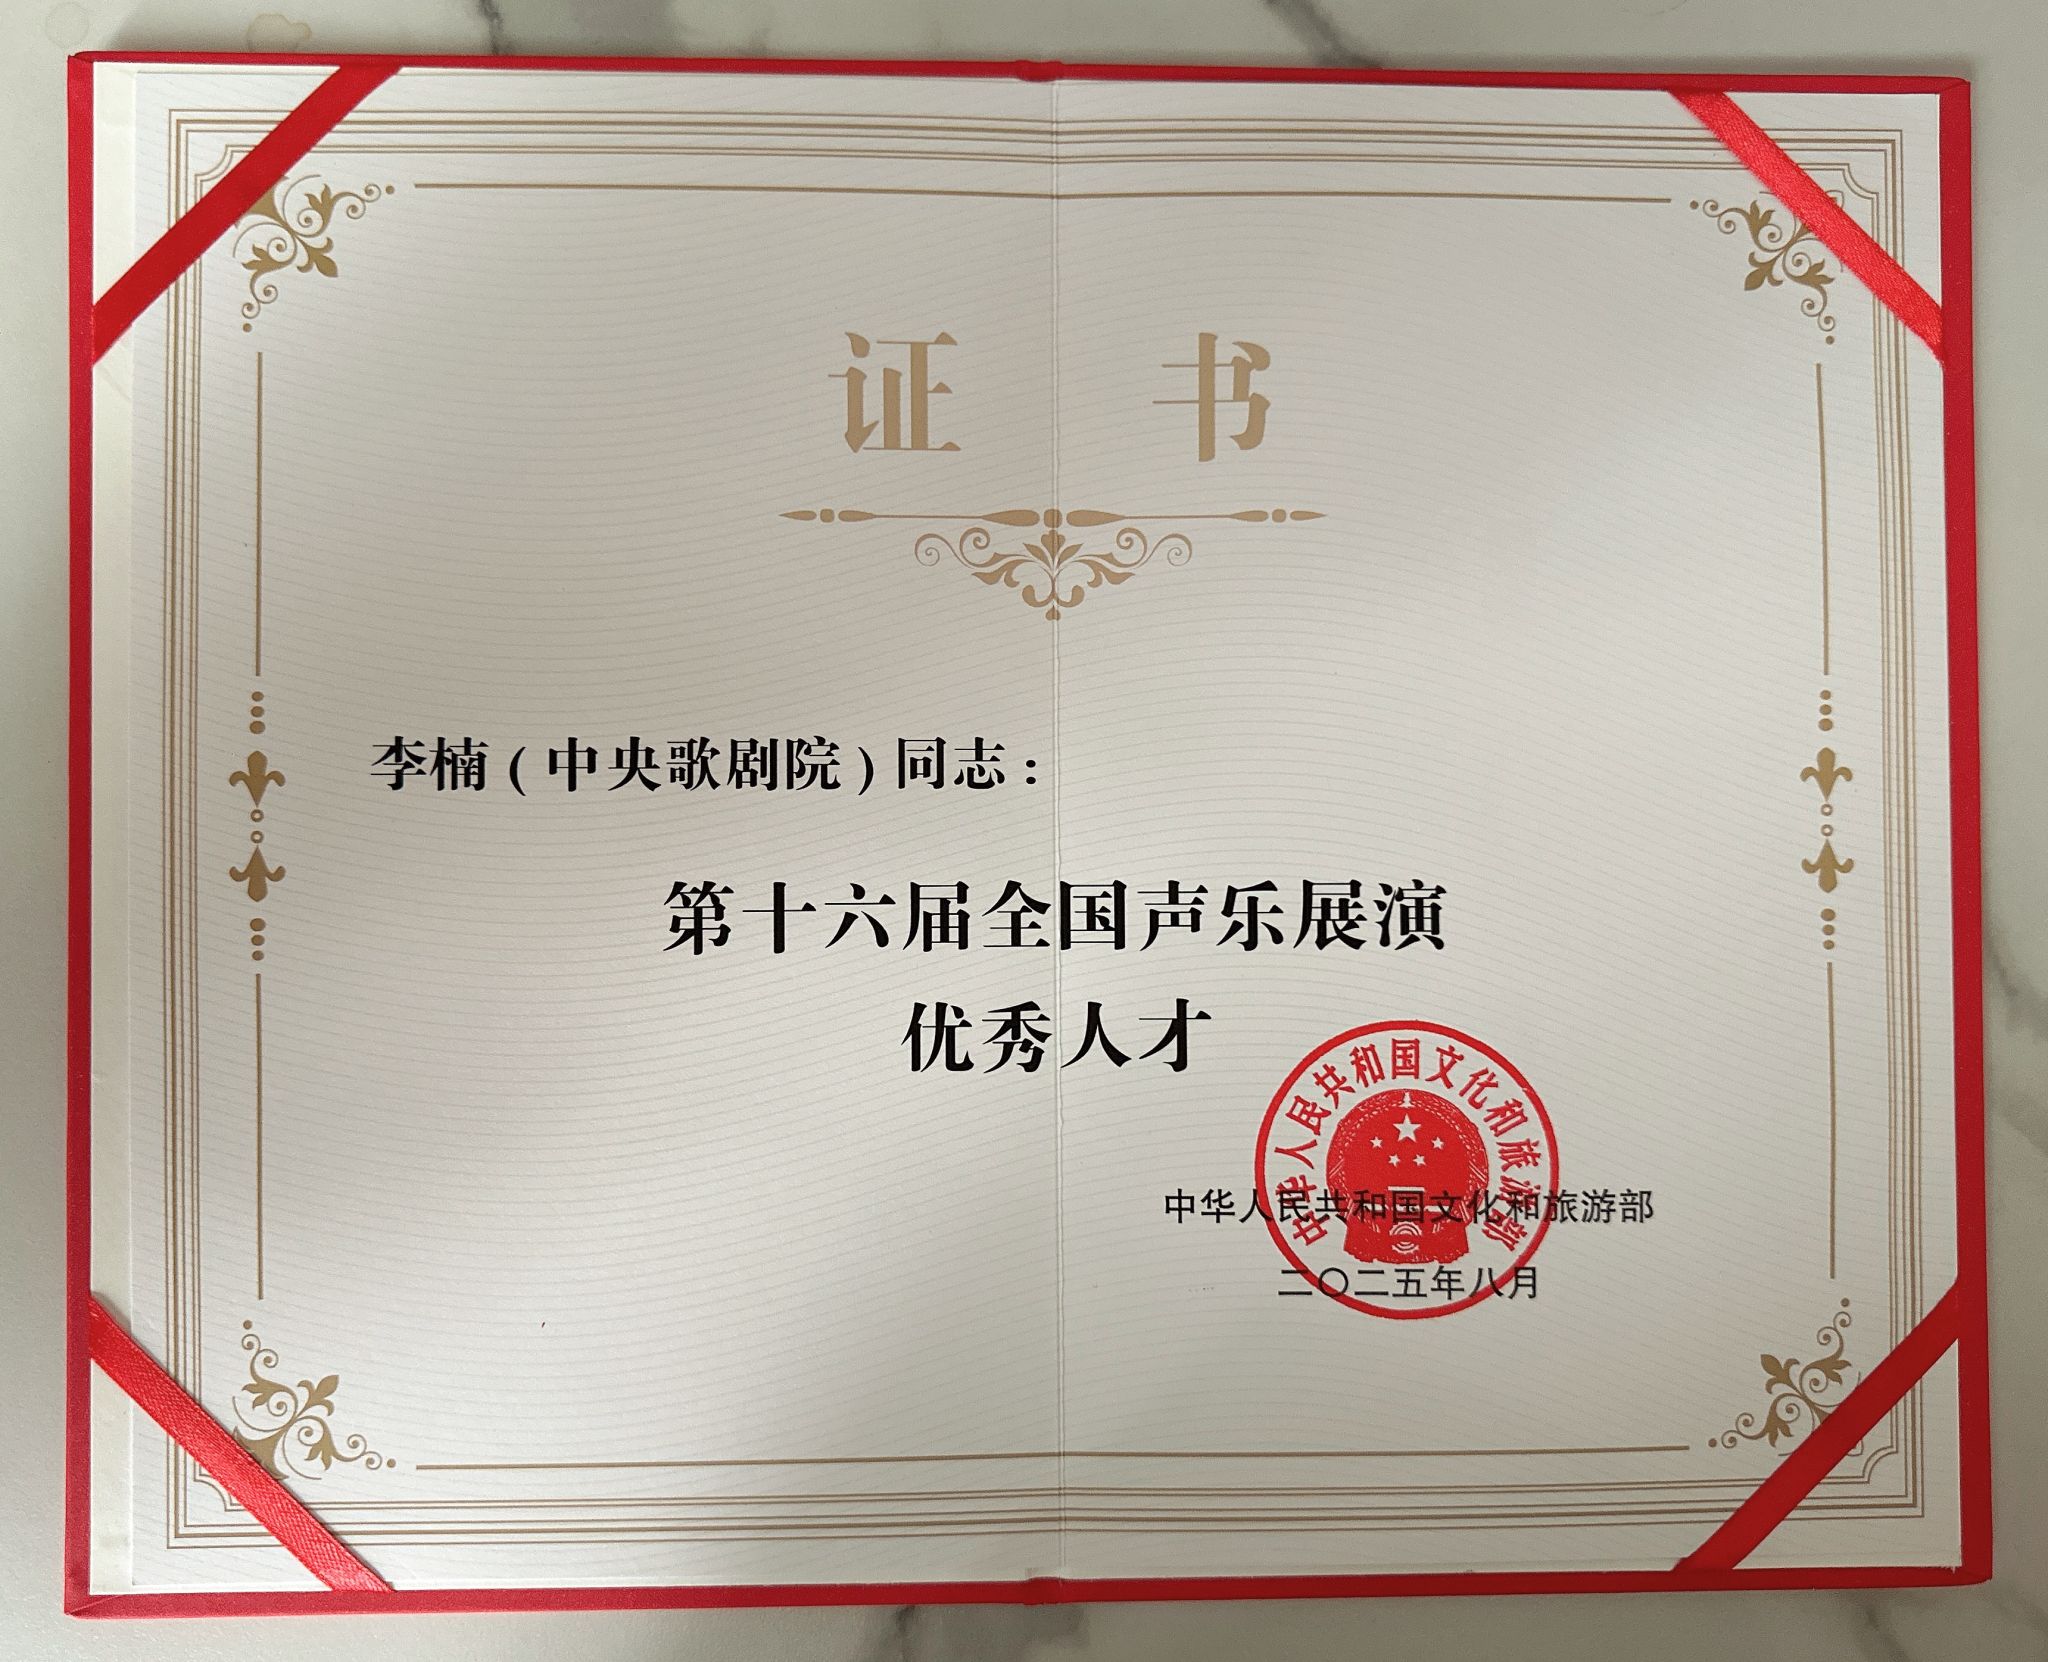 证 书
李楠(中央歌剧院)同志:
第十六届全国声乐展演
优秀人才
中华人民共和国文化和旅游部
中华人民共和国文化和旅游部
二〇二五年八月